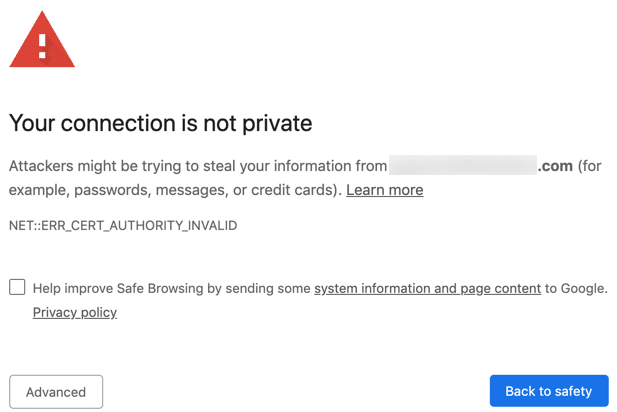 Your connection is not private
Attackers might be trying to steal your information from .com (for
example, passwords, messages, or credit cards). Learn more
NET::ERR_CERT_AUTHORITY_INVALID
Help improve Safe Browsing by sending some system information and page content to Google.
Privacy policy
Advanced
Back to safety